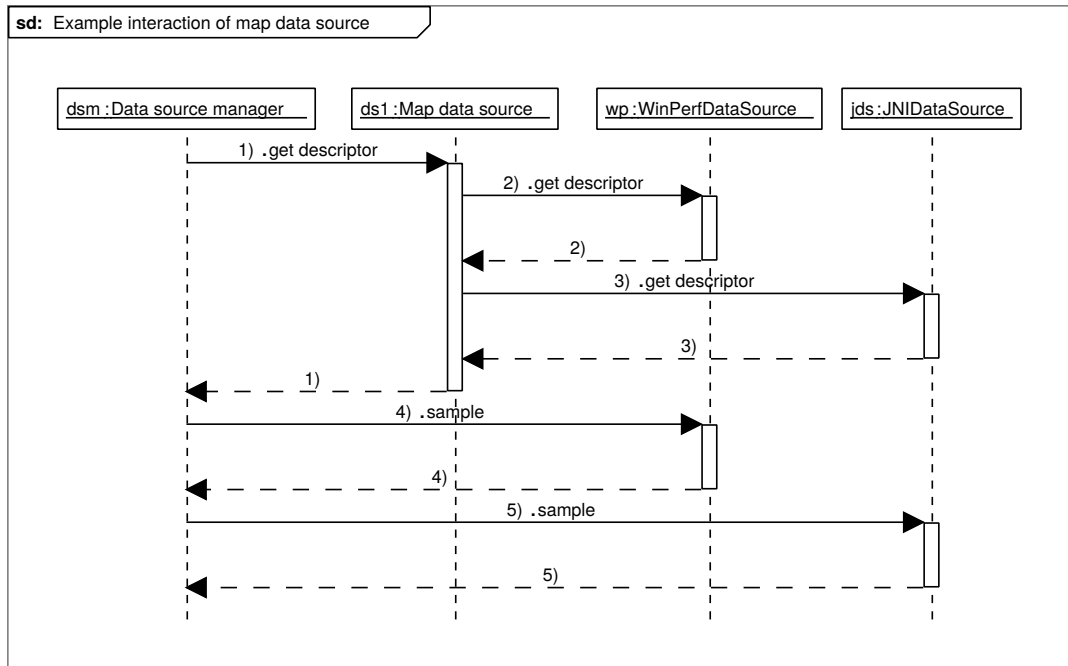 sd: Example interaction of map data source
dsm :Data source manager
ds1 :Map data source
wp :WinPerfDataSource
jds :JNIDataSource
1) .get descriptor
2) .get descriptor
2)
3) .get descriptor
3)
1)
4) .sample
4)
5) .sample
5)